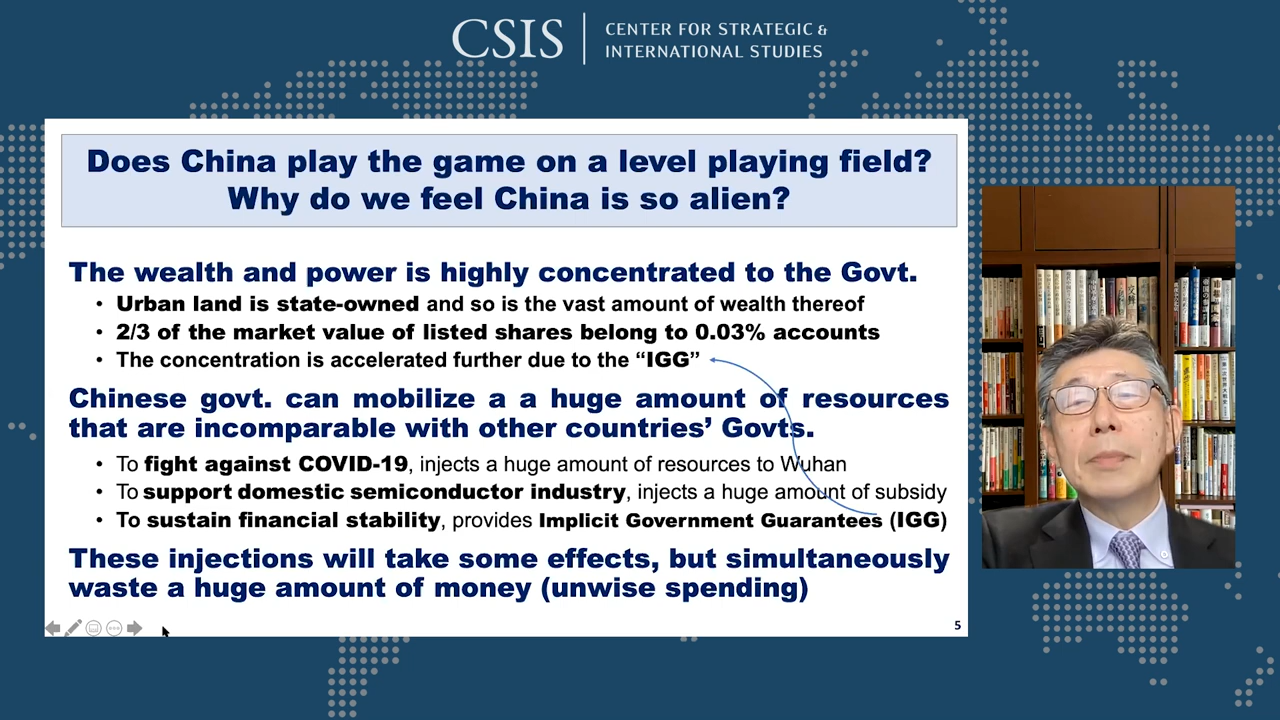 CSIS
CENTER FOR STRATEGIC &
INTERNATIONAL STUDIES
Does China play the game on a level playing field?
Why do we feel China is so alien?
The wealth and power is highly concentrated to the Govt.
• Urban land is state-owned and so is the vast amount of wealth thereof
• 2/3 of the market value of listed shares belong to 0.03% accounts
• The concentration is accelerated further due to the “IGG”
Chinese govt. can mobilize a a huge amount of resources
that are incomparable with other countries’ Govts.
• To fight against COVID-19, injects a huge amount of resources to Wuhan
• To support domestic semiconductor industry, injects a huge amount of subsidy
• To sustain financial stability, provides Implicit Government Guarantees (IGG)
These injections will take some effects, but simultaneously
waste a huge amount of money (unwise spending)
5